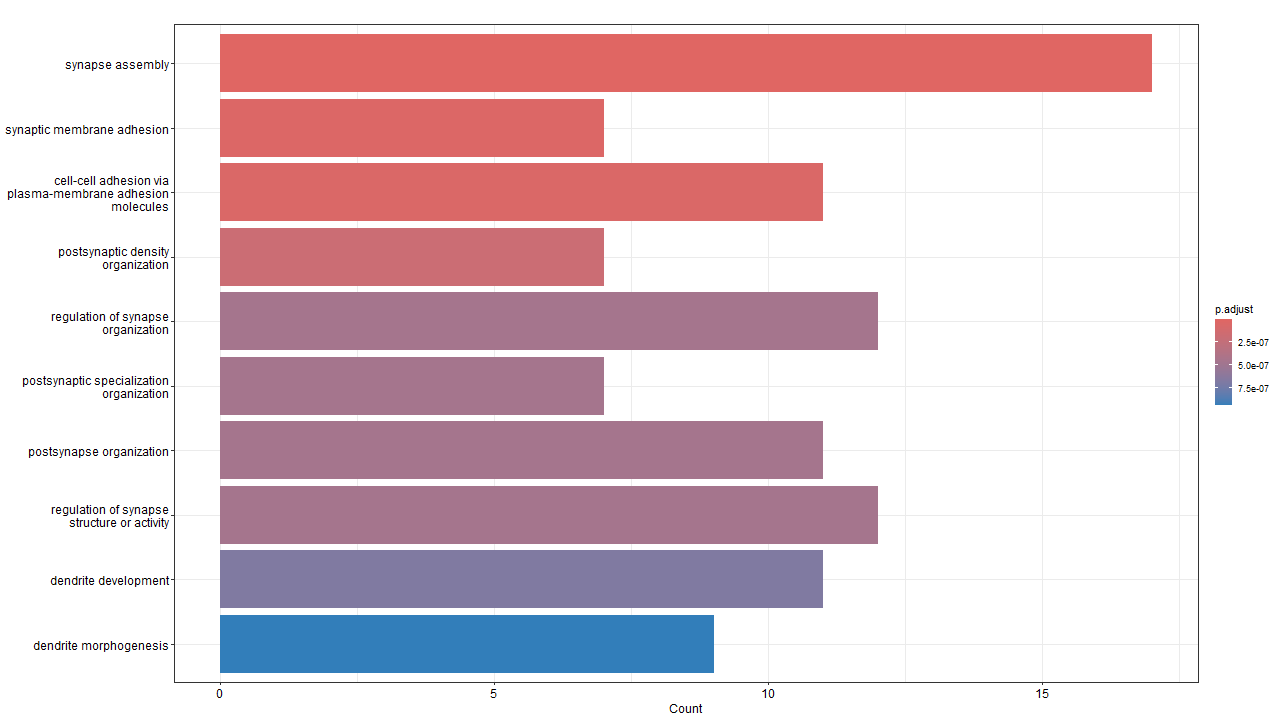 synapse assembly
synaptic membrane adhesion
cell-cell adhesion via
plasma-membrane adhesion
molecules
postsynaptic density
organization
regulation of synapse
organization
postsynaptic specialization
organization
postsynapse organization
regulation of synapse
structure or activity
dendrite development
dendrite morphogenesis
0 5 10 15
Count
p.adjust
2.5e-07
5.0e-07
7.5e-07